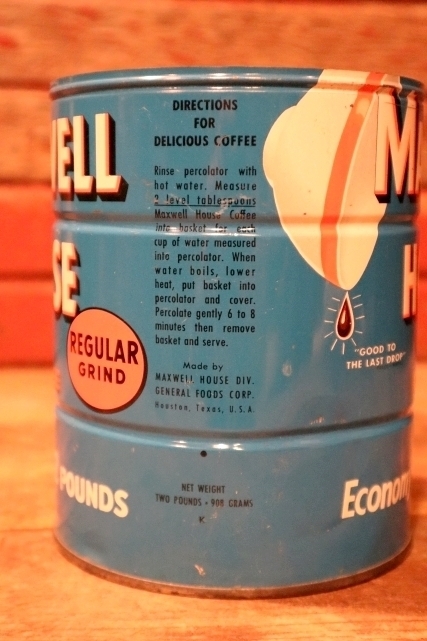 WELL
SE
REGULAR
GRIND
POUNDS
DIRECTIONS
FOR
DELICIOUS COFFEE
Rinse percolator with
hot water. Measure
2 level tablespoons
Maxwell House Coffee
into basket for each
cup of water measured
into percolator. When
water boils, lower
heat, put basket into
percolator and cover.
Percolate gently 6 to 8
minutes then remove
basket and serve.
Made by
MAXWELL HOUSE DIV.
GENERAL FOODS CORP.
Houston, Texas, U.S.A.
NET WEIGHT
TWO POUNDS • 908 GRAMS
K
M
H
"GOOD TO
THE LAST DROP"
Econom